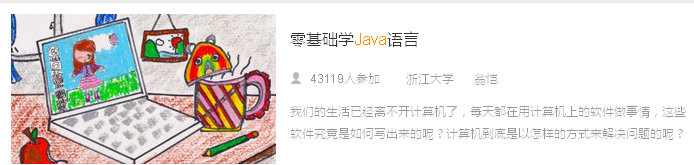 零基础学Java语言
43119人参加 浙江大学 翁恺
我们的生活已经离不开计算机了，每天都在用计算机上的软件做事情，这些
软件究竟是如何写出来的呢？计算机到底是以怎样的方式来解决问题的呢？